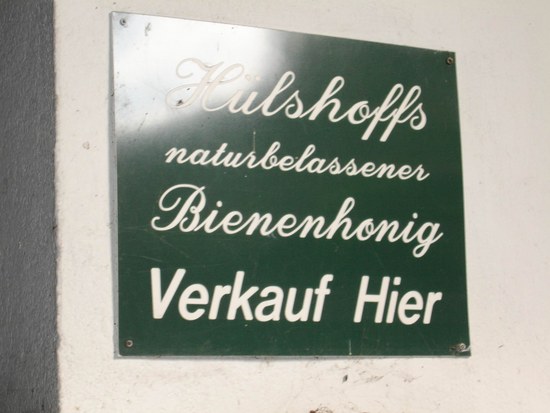 Hülshoffs
naturbelassener
Bienenhonig
Verkauf Hier